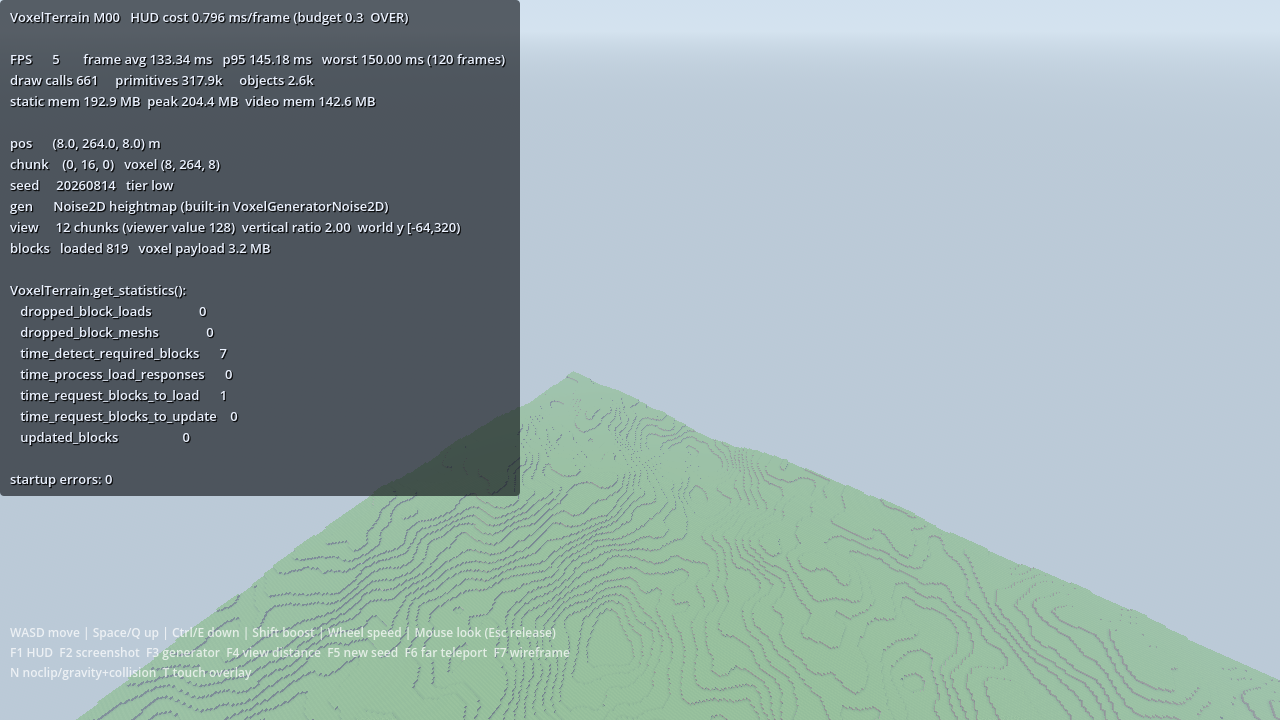 VoxelTerrain M00   HUD cost 0.796 ms/frame (budget 0.3  OVER)
FPS      5       frame avg 133.34 ms   p95 145.18 ms   worst 150.00 ms (120 frames)
draw calls 661     primitives 317.9k     objects 2.6k
static mem 192.9 MB  peak 204.4 MB  video mem 142.6 MB
pos      (8.0, 264.0, 8.0) m
chunk    (0, 16, 0)   voxel (8, 264, 8)
seed     20260814   tier low
gen      Noise2D heightmap (built-in VoxelGeneratorNoise2D)
view     12 chunks (viewer value 128)  vertical ratio 2.00  world y [-64,320)
blocks   loaded 819   voxel payload 3.2 MB
VoxelTerrain.get_statistics():
dropped_block_loads              0
dropped_block_meshs              0
time_detect_required_blocks      7
time_process_load_responses      0
time_request_blocks_to_load      1
time_request_blocks_to_update    0
updated_blocks                   0
startup errors: 0
WASD move | Space/Q up | Ctrl/E down | Shift boost | Wheel speed | Mouse look (Esc release)
F1 HUD  F2 screenshot  F3 generator  F4 view distance  F5 new seed  F6 far teleport  F7 wireframe
N noclip/gravity+collision  T touch overlay